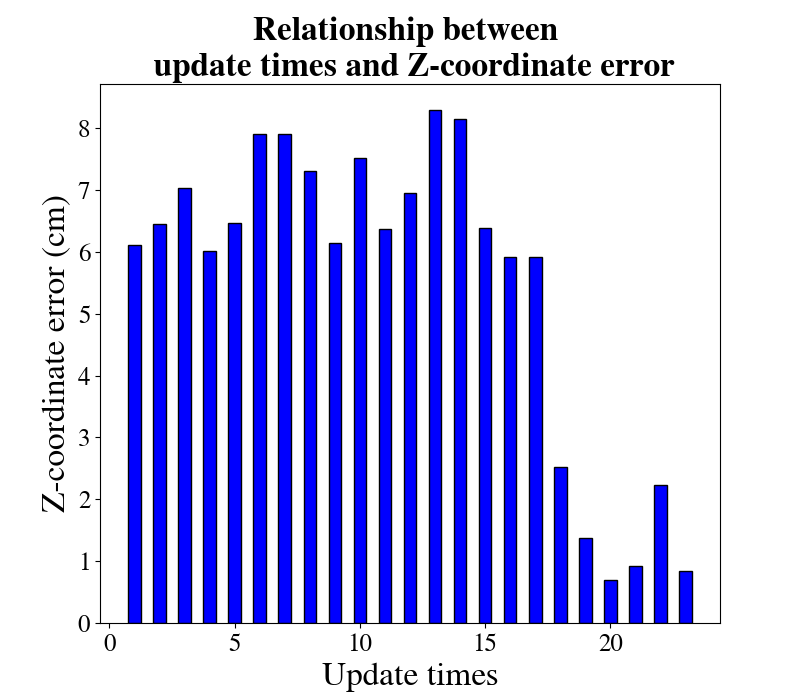 Relationship between
update times and Z-coordinate error
Z-coordinate error (cm)
8
7
6
5
4
3
2
1
0
0 5 10 15 20
Update times